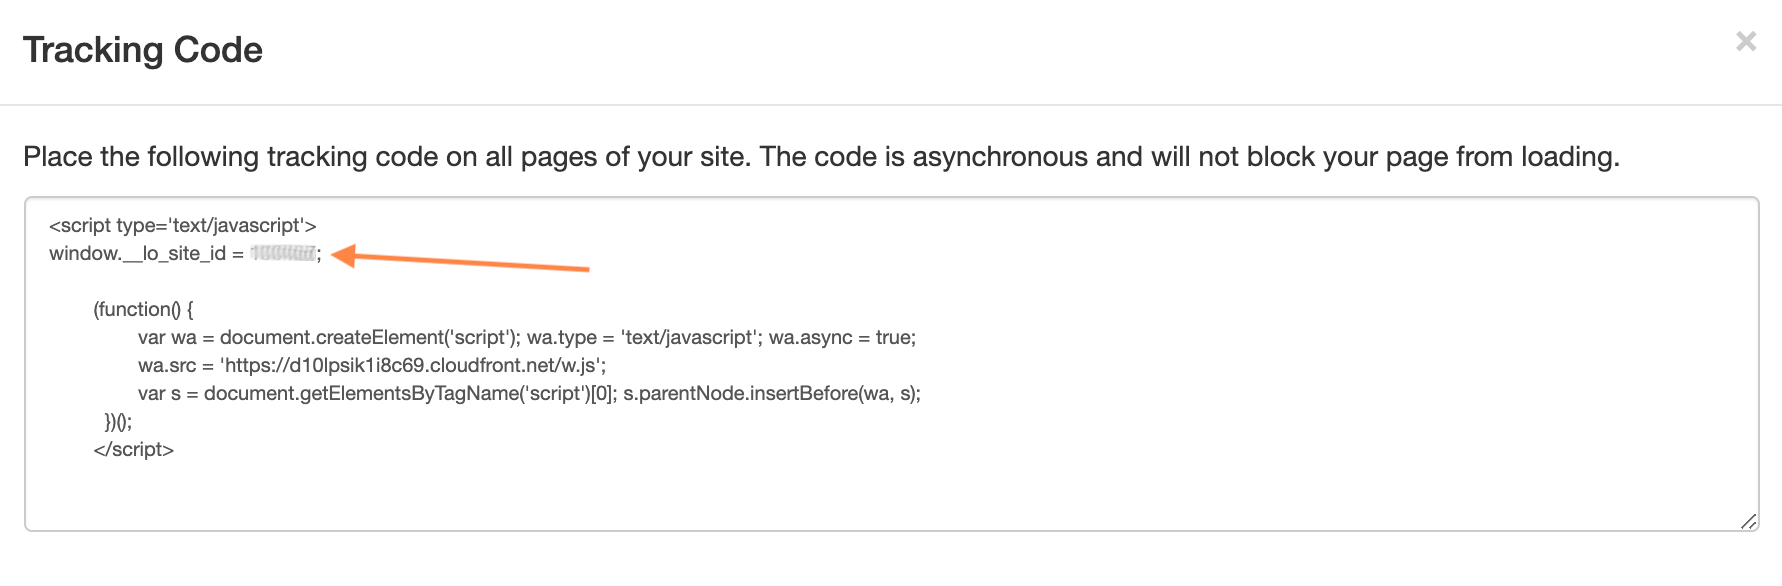 Tracking Code
×
Place the following tracking code on all pages of your site. The code is asynchronous and will not block your page from loading.
<script type='text/javascript'>
window.__lo_site_id = ;
(function() {
var wa = document.createElement('script'); wa.type = 'text/javascript'; wa.async = true;
wa.src = 'https://d10lpsik1i8c69.cloudfront.net/w.js';
var s = document.getElementsByTagName('script')[0]; s.parentNode.insertBefore(wa, s);
})();
</script>